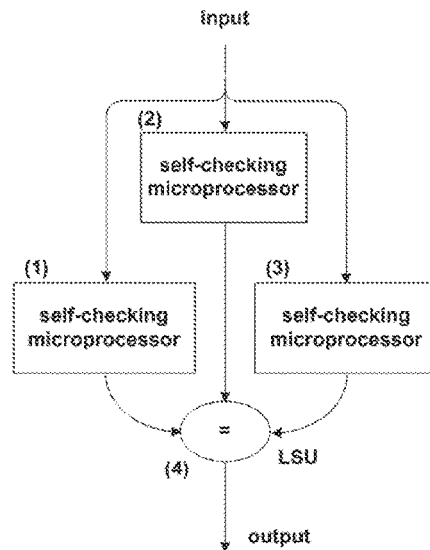 input
(2)
self-checking
microprocessor
(1)
self-checking
microprocessor
(3)
self-checking
microprocessor
=
(4)
LSU
output